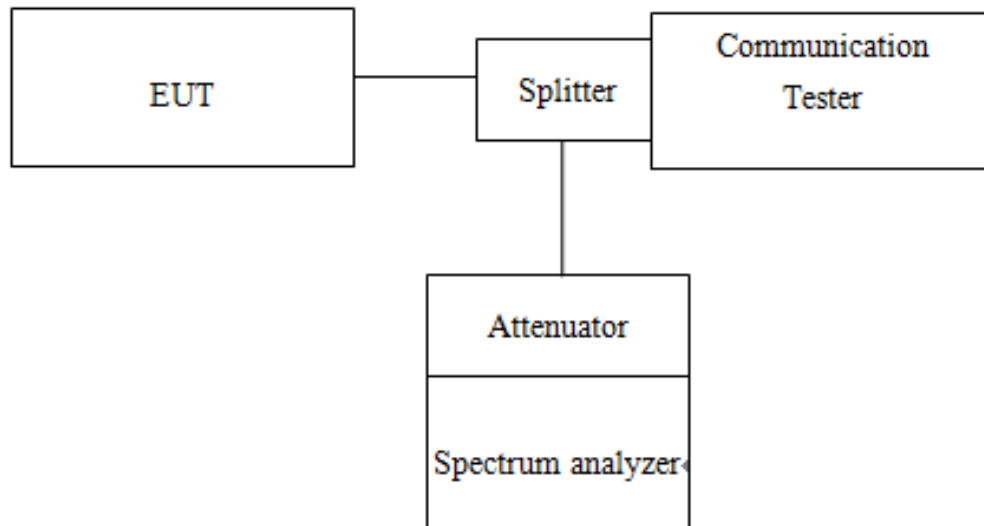 EUT
Splitter
Communication
Tester
Attenuator
Spectrum analyzer